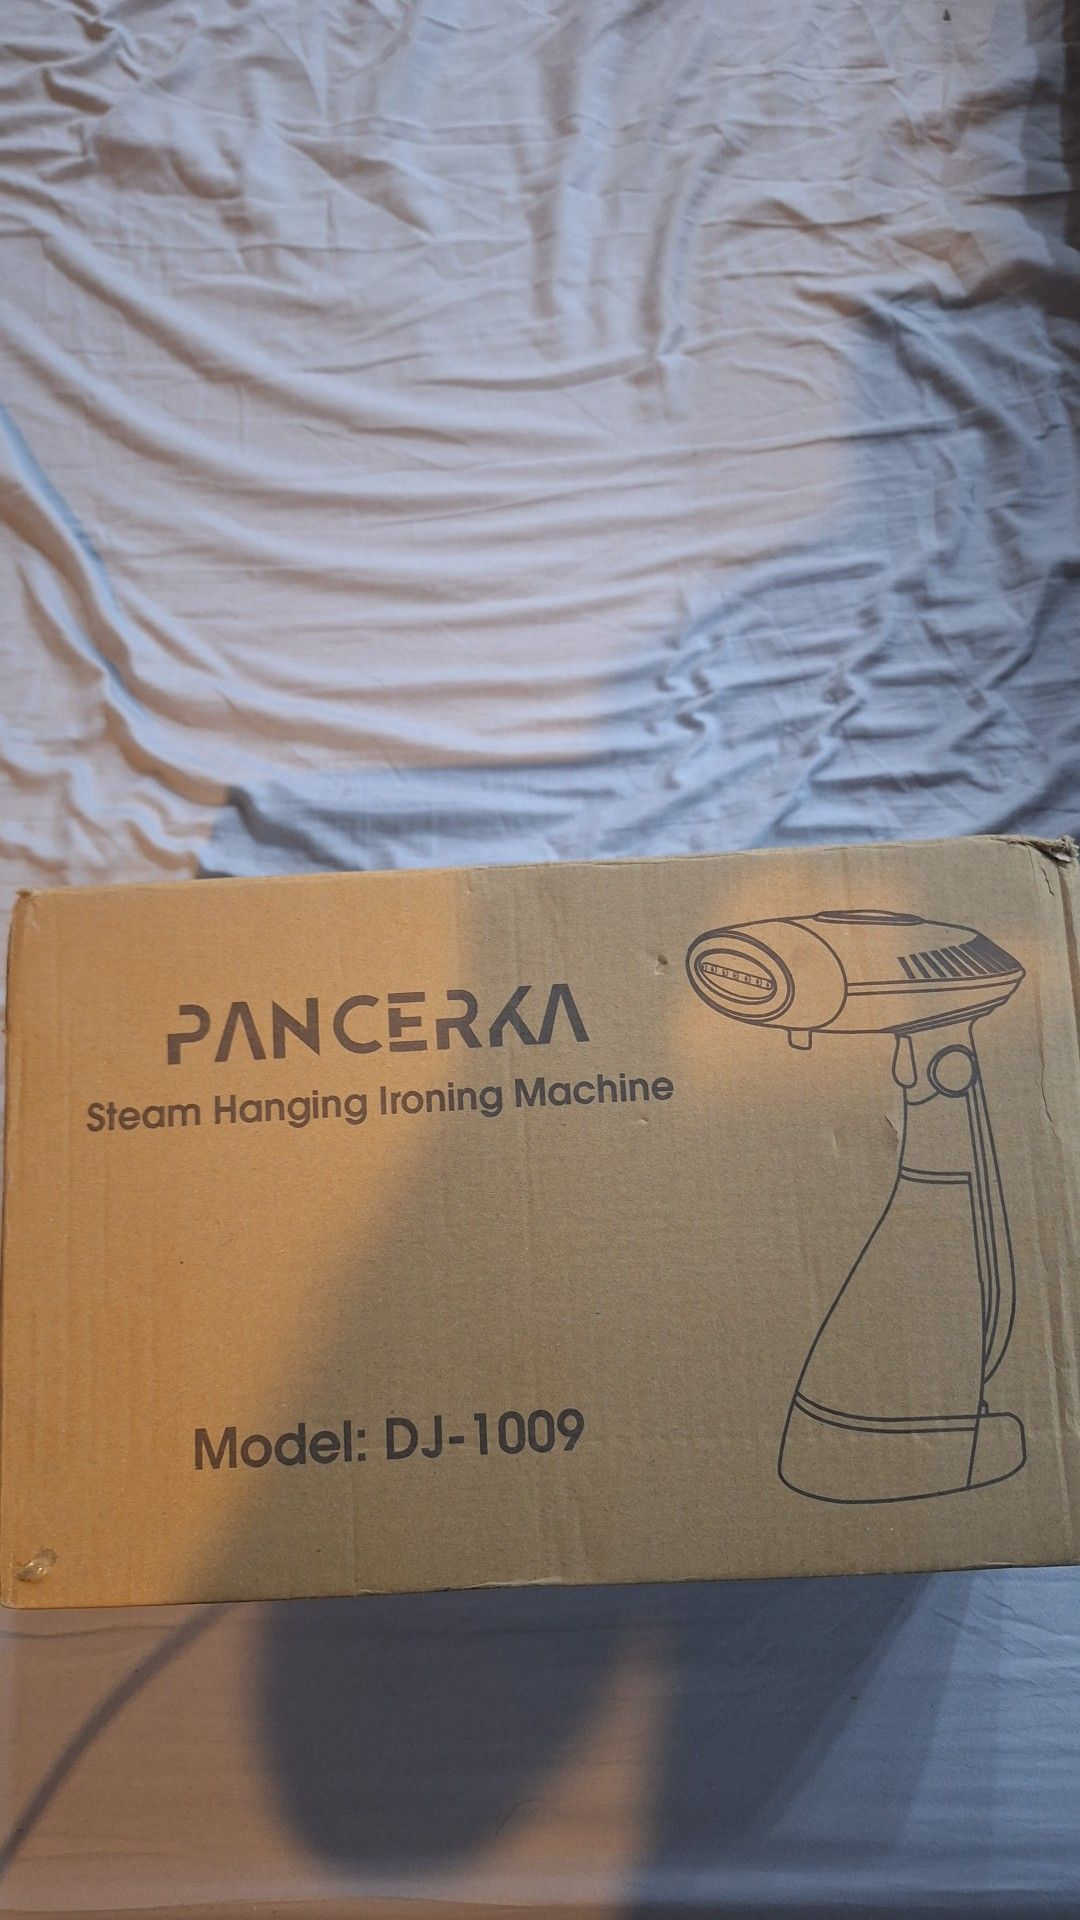 PANCERKA
Steam Hanging Ironing Machine
Model: DJ-1009